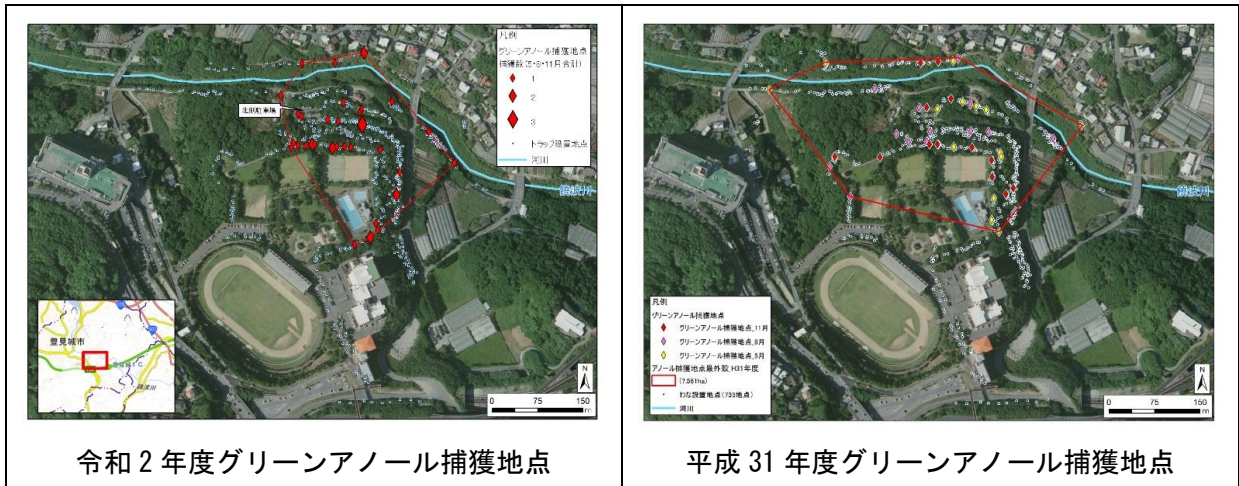 凡例
グリーンアノール捕獲地点
捕獲数(5・8・11月合計)
1
2
3
トラップ設置地点
河川
北側駐車場
饒波川
豊見城市
N
0 75 150
m
令和2年度グリーンアノール捕獲地点
凡例
グリーンアノール捕獲地点
グリーンアノール捕獲地点_11月
グリーンアノール捕獲地点_8月
グリーンアノール捕獲地点_5月
アノール捕獲地点最外郭_H31年度
(7.561ha)
わな設置地点(735地点)
河川
饒波川
N
0 75 150
m
平成31年度グリーンアノール捕獲地点